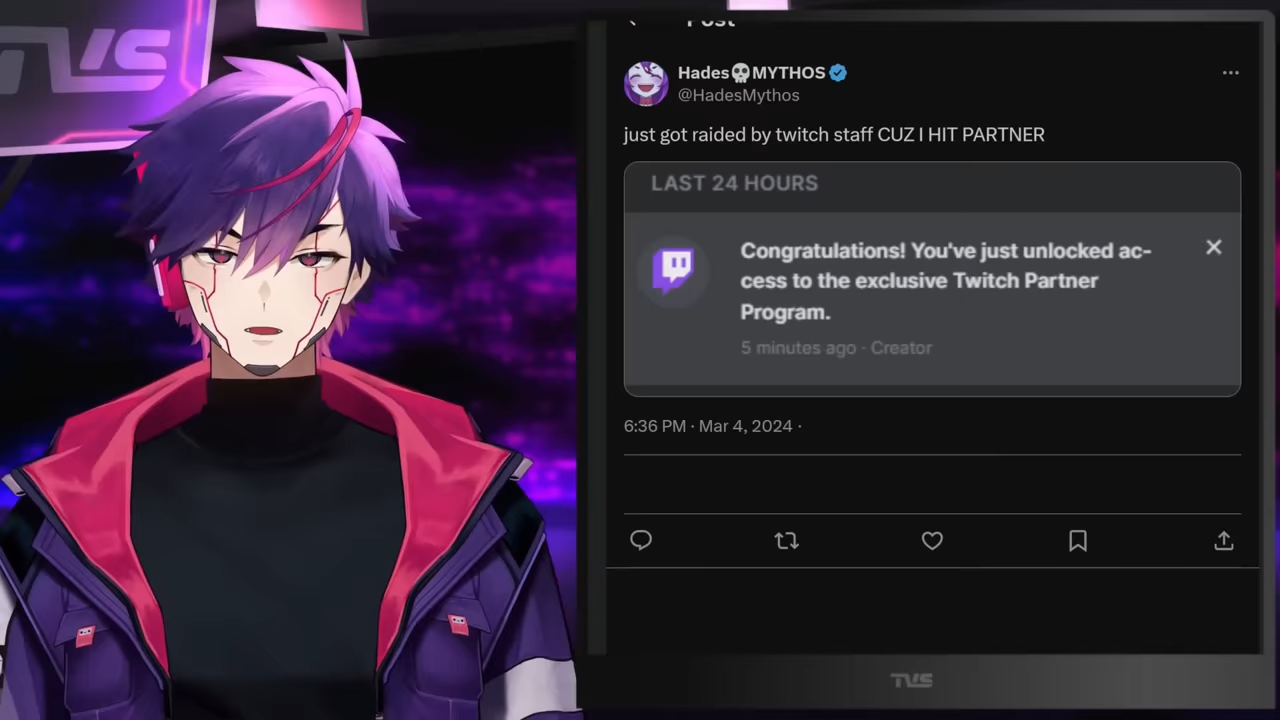 TVS
Post
Hades💀MYTHOS
@HadesMythos
just got raided by twitch staff CUZ I HIT PARTNER
LAST 24 HOURS
Congratulations! You've just unlocked ac-
cess to the exclusive Twitch Partner
Program.
5 minutes ago · Creator
6:36 PM · Mar 4, 2024 ·
TVS